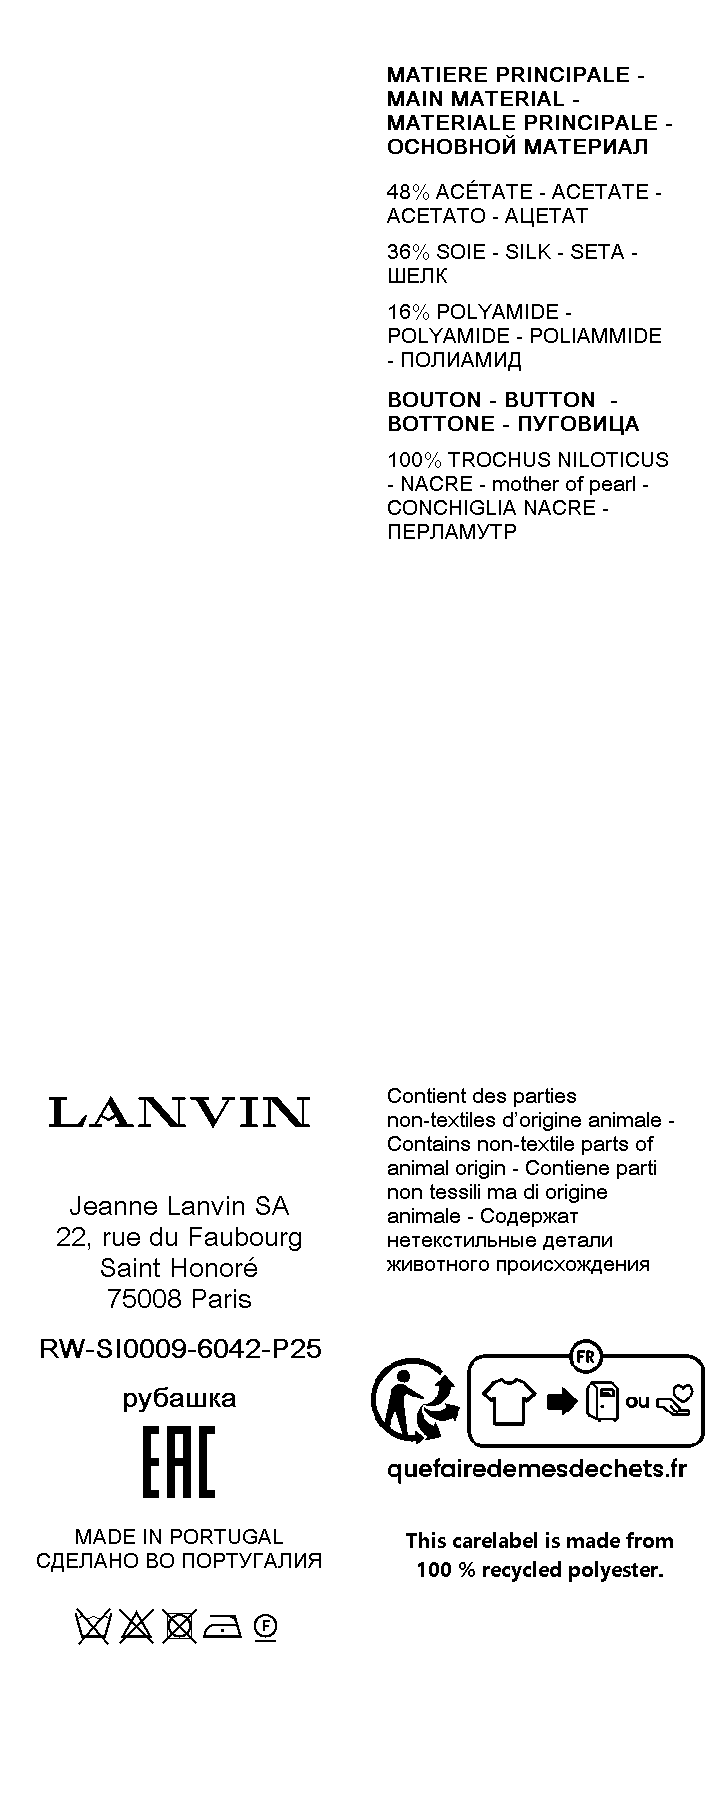 MATIERE PRINCIPALE -
MAIN MATERIAL -
MATERIALE PRINCIPALE -
ОСНОВНОЙ МАТЕРИАЛ
48% ACÉTATE - ACETATE -
ACETATO - АЦЕТАТ
36% SOIE - SILK - SETA -
ШЕЛК
16% POLYAMIDE -
POLYAMIDE - POLIAMMIDE
- ПОЛИАМИД
BOUTON - BUTTON -
BOTTONE - ПУГОВИЦА
100% TROCHUS NILOTICUS
- NACRE - mother of pearl -
CONCHIGLIA NACRE -
ПЕРЛАМУТР
LANVIN
Jeanne Lanvin SA
22, rue du Faubourg
Saint Honoré
75008 Paris
RW-SI0009-6042-P25
рубашка
EAC
MADE IN PORTUGAL
СДЕЛАНО ВО ПОРТУГАЛИЯ
F
Contient des parties
non-textiles d’origine animale -
Contains non-textile parts of
animal origin - Contiene parti
non tessili ma di origine
animale - Содержат
нетекстильные детали
животного происхождения
FR
ou
quefairedemesdechets.fr
This carelabel is made from
100 % recycled polyester.